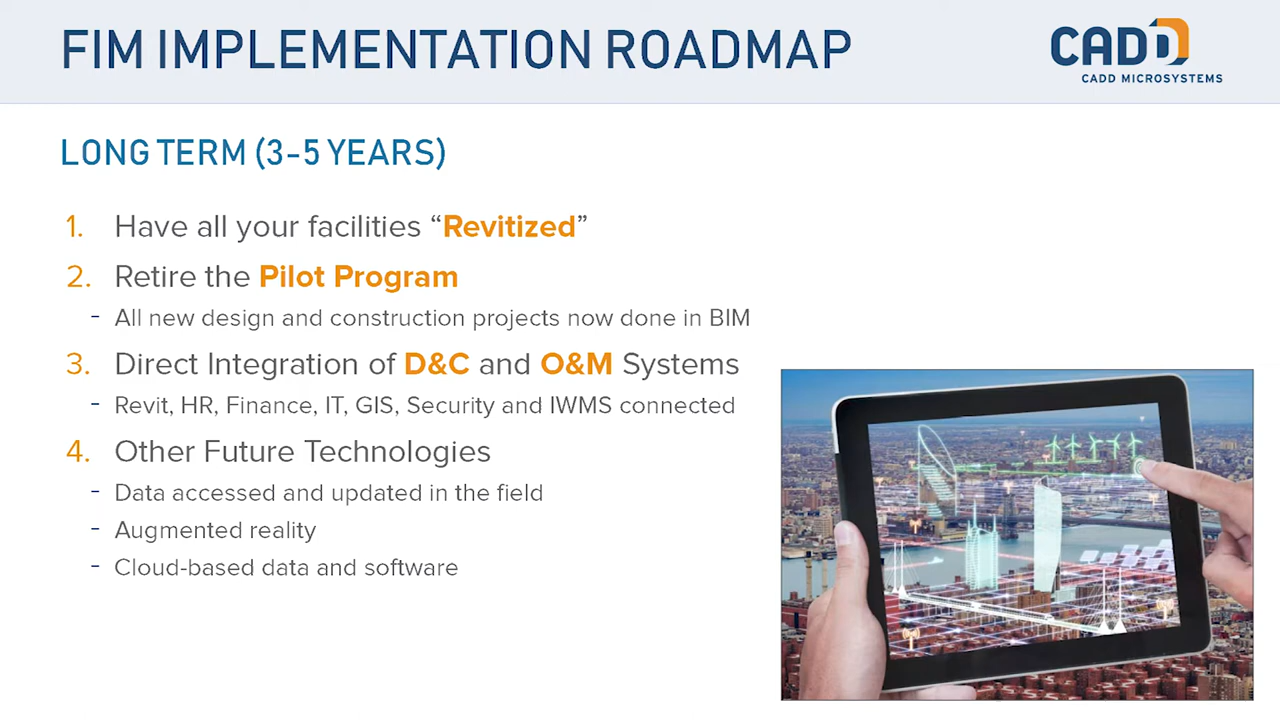 FIM IMPLEMENTATION ROADMAP
CADD
CADD MICROSYSTEMS
LONG TERM (3-5 YEARS)
1. Have all your facilities “Revitized”
2. Retire the Pilot Program
- All new design and construction projects now done in BIM
3. Direct Integration of D&C and O&M Systems
- Revit, HR, Finance, IT, GIS, Security and IWMS connected
4. Other Future Technologies
- Data accessed and updated in the field
- Augmented reality
- Cloud-based data and software